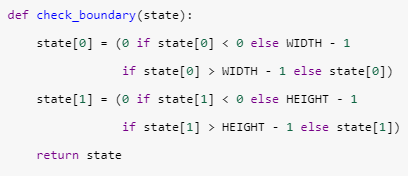 def check_boundary(state):
    state[0] = (0 if state[0] < 0 else WIDTH - 1
                if state[0] > WIDTH - 1 else state[0])
    state[1] = (0 if state[1] < 0 else HEIGHT - 1
                if state[1] > HEIGHT - 1 else state[1])
    return state